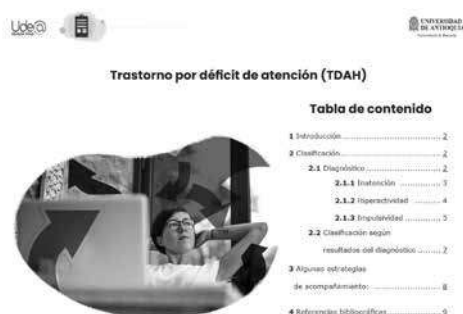 Ude@
UNIVERSIDAD
DE ANTIOQUIA
Trastorno por déficit de atención (TDAH)
Tabla de contenido
1 Introducción 2
2 Clasificación 2
2.1 Diagnóstico 2
2.1.1 Inatención 3
2.1.2 Hiperactividad 4
2.1.3 Impulsividad 5
2.2 Clasificación según
resultados del diagnóstico 7
3 Algunas estrategias
de acompañamiento: 8
4 Referencias bibliográficas 9